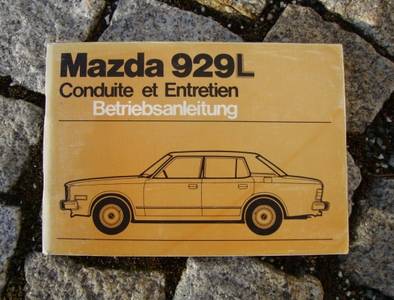 Mazda 929L
Conduite et Entretien
Betriebsanleitung